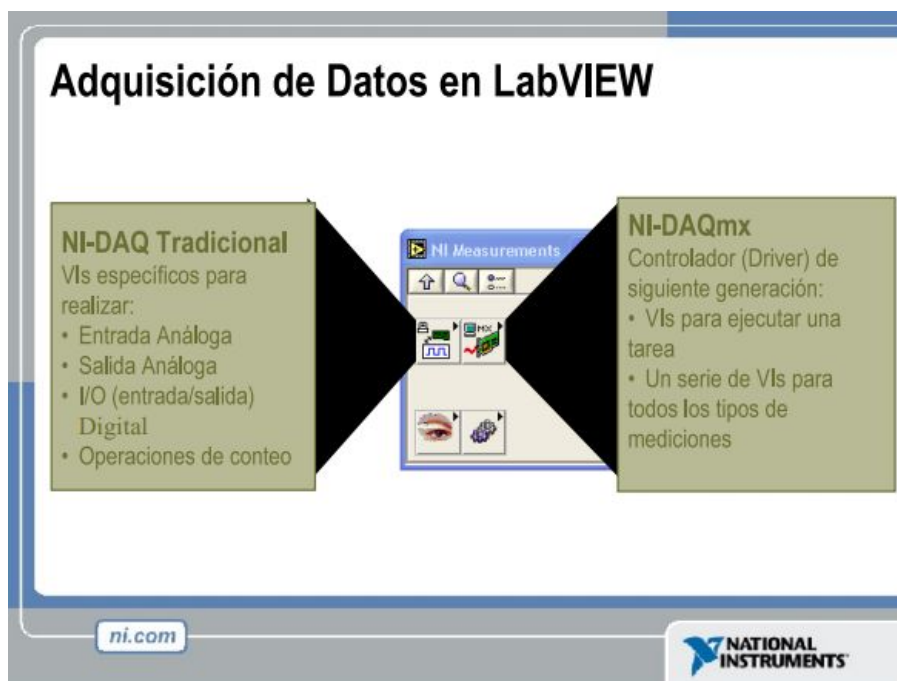 Adquisición de Datos en LabVIEW
NI-DAQ Tradicional
VIs específicos para
realizar:
• Entrada Análoga
• Salida Análoga
• I/O (entrada/salida)
Digital
• Operaciones de conteo
NI Measurements
MX
NI-DAQmx
Controlador (Driver) de
siguiente generación:
• VIs para ejecutar una
tarea
• Un serie de VIs para
todos los tipos de
mediciones
ni.com
NATIONAL
INSTRUMENTS